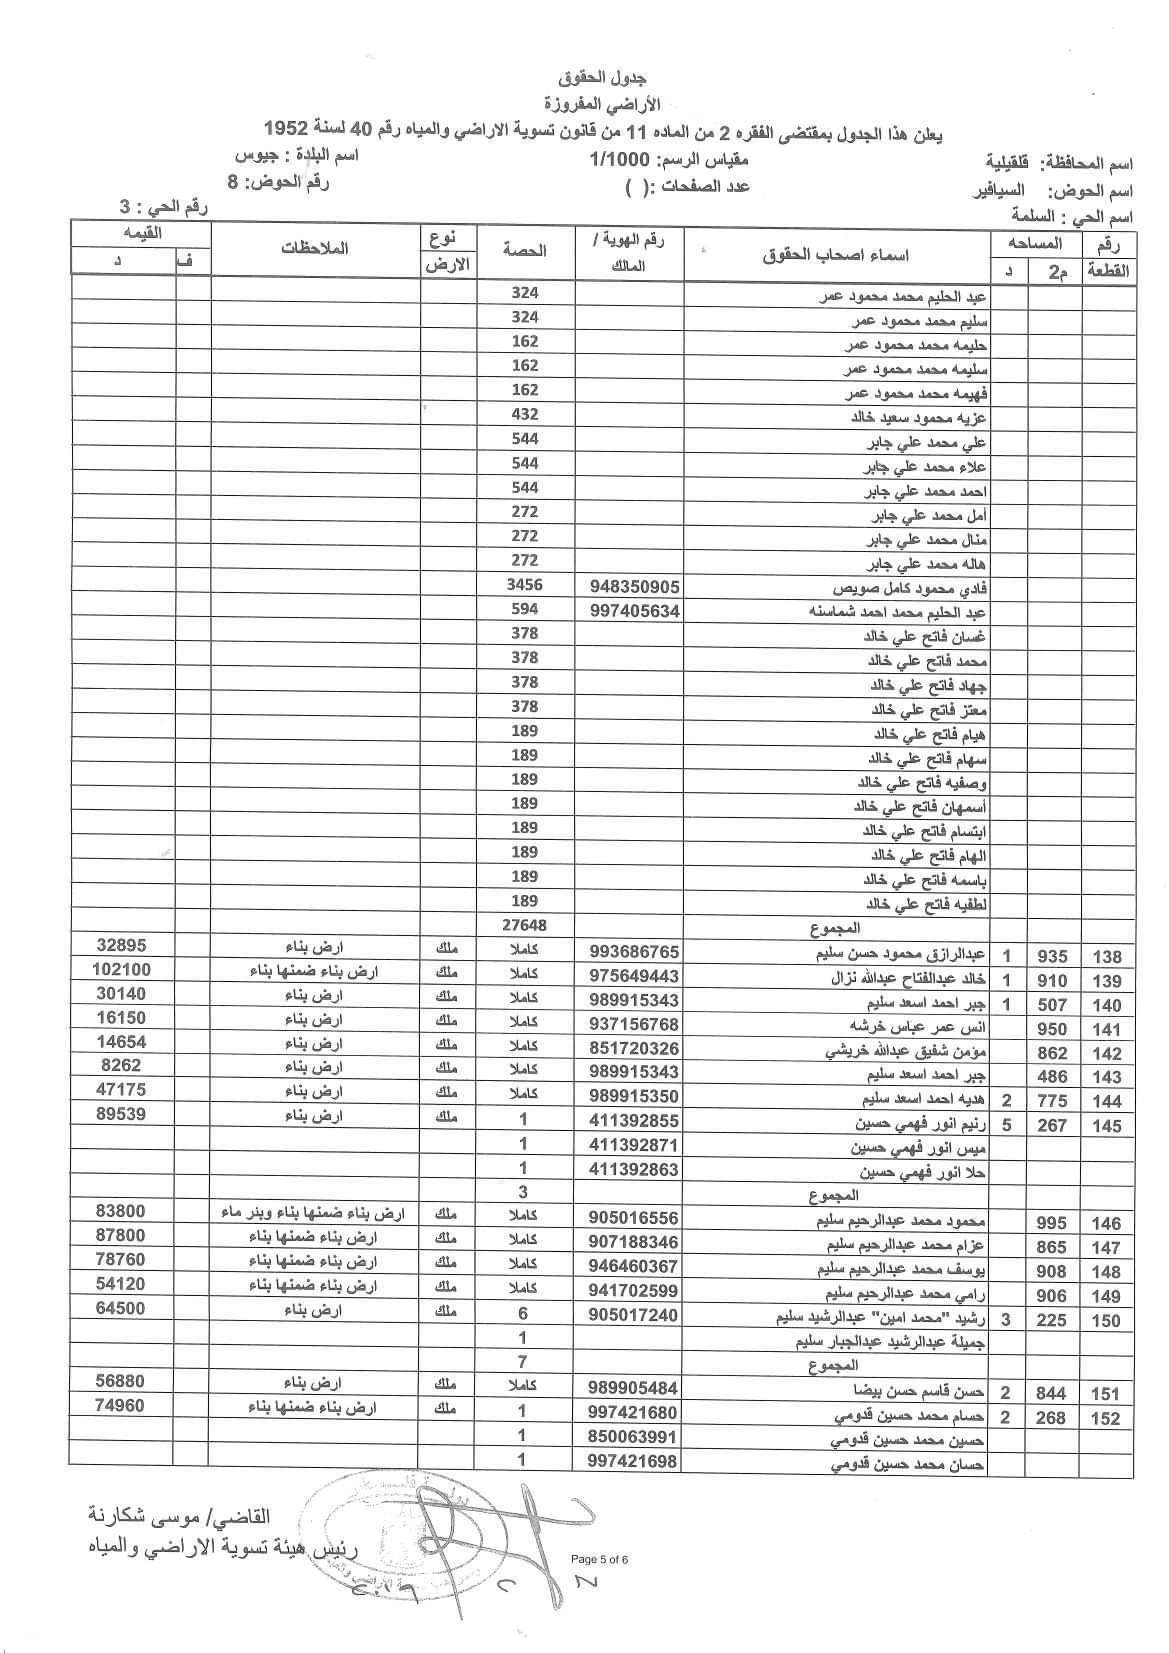 جدول الحقوق
الأراضي المفروزة
يعلن هذا الجدول بمقتضى الفقره 2 من الماده 11 من قانون تسوية الاراضي والمياه رقم 40 لسنة 1952
اسم المحافظة: قلقيلية مقياس الرسم: 1/1000 اسم البلدة : جيوس
اسم الحوض: السيافير عدد الصفحات :( ) رقم الحوض: 8
اسم الحي : السلمة رقم الحي : 3
رقم القطعة المساحه م2 د اسماء اصحاب الحقوق رقم الهوية / المالك الحصة نوع الارض الملاحظات القيمه ف د
عبد الحليم محمد محمود عمر 324
سليم محمد محمود عمر 324
حليمه محمد محمود عمر 162
سليمه محمد محمود عمر 162
فهيمه محمد محمود عمر 162
عزيه محمود سعيد خالد 432
علي محمد علي جابر 544
علاء محمد علي جابر 544
احمد محمد علي جابر 544
أمل محمد علي جابر 272
منال محمد علي جابر 272
هاله محمد علي جابر 272
فادي محمود كامل صويص 948350905 3456
عبد الحليم محمد احمد شماسنه 997405634 594
غسان فاتح علي خالد 378
محمد فاتح علي خالد 378
جهاد فاتح علي خالد 378
معتز فاتح علي خالد 378
هيام فاتح علي خالد 189
سهام فاتح علي خالد 189
وصفيه فاتح علي خالد 189
أسمهان فاتح علي خالد 189
ابتسام فاتح علي خالد 189
الهام فاتح علي خالد 189
باسمه فاتح علي خالد 189
لطفيه فاتح علي خالد 189
المجموع 27648
138 935 1 عبدالرازق محمود حسن سليم 993686765 كاملا ملك ارض بناء 32895
139 910 1 خالد عبدالفتاح عبدالله نزال 975649443 كاملا ملك ارض بناء ضمنها بناء 102100
140 507 1 جبر احمد اسعد سليم 989915343 كاملا ملك ارض بناء 30140
141 950 انس عمر عباس خرشه 937156768 كاملا ملك ارض بناء 16150
142 862 مؤمن شفيق عبدالله خريشي 851720326 كاملا ملك ارض بناء 14654
143 486 جبر احمد اسعد سليم 989915343 كاملا ملك ارض بناء 8262
144 775 2 هديه احمد اسعد سليم 989915350 كاملا ملك ارض بناء 47175
145 267 5 رنيم انور فهمي حسين 411392855 1 ملك ارض بناء 89539
ميس انور فهمي حسين 411392871 1
حلا انور فهمي حسين 411392863 1
المجموع 3
146 995 محمود محمد عبدالرحيم سليم 905016556 كاملا ملك ارض بناء ضمنها بناء وبئر ماء 83800
147 865 عزام محمد عبدالرحيم سليم 907188346 كاملا ملك ارض بناء ضمنها بناء 87800
148 908 يوسف محمد عبدالرحيم سليم 946460367 كاملا ملك ارض بناء ضمنها بناء 78760
149 906 رامي محمد عبدالرحيم سليم 941702599 كاملا ملك ارض بناء ضمنها بناء 54120
150 225 3 رشيد "محمد امين" عبدالرشيد سليم 905017240 6 ملك ارض بناء 64500
جميلة عبدالرشيد عبدالجبار سليم 1
المجموع 7
151 844 2 حسن قاسم حسن بيضا 989905484 كاملا ملك ارض بناء 56880
152 268 2 حسام محمد حسين قدومي 997421680 1 ملك ارض بناء ضمنها بناء 74960
حسين محمد حسين قدومي 850063991 1
حسان محمد حسين قدومي 997421698 1
القاضي/ موسى شكارنة
رئيس هيئة تسوية الاراضي والمياه
Page 5 of 6